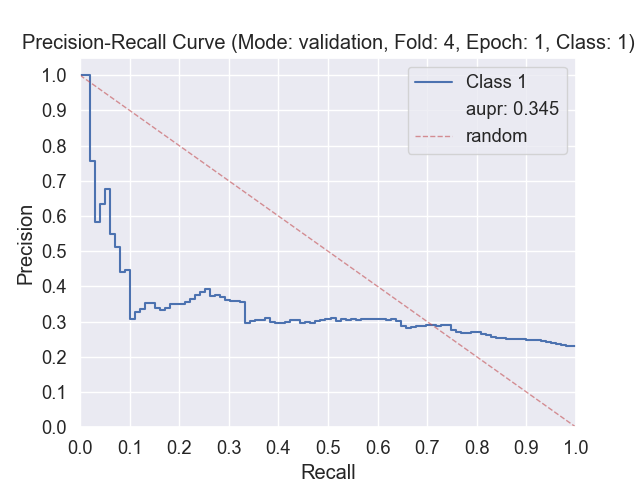 Precision-Recall Curve (Mode: validation, Fold: 4, Epoch: 1, Class: 1)
Class 1
aupr: 0.345
random
Precision
1.0
0.9
0.8
0.7
0.6
0.5
0.4
0.3
0.2
0.1
0.0
0.0 0.1 0.2 0.3 0.4 0.5 0.6 0.7 0.8 0.9 1.0
Recall